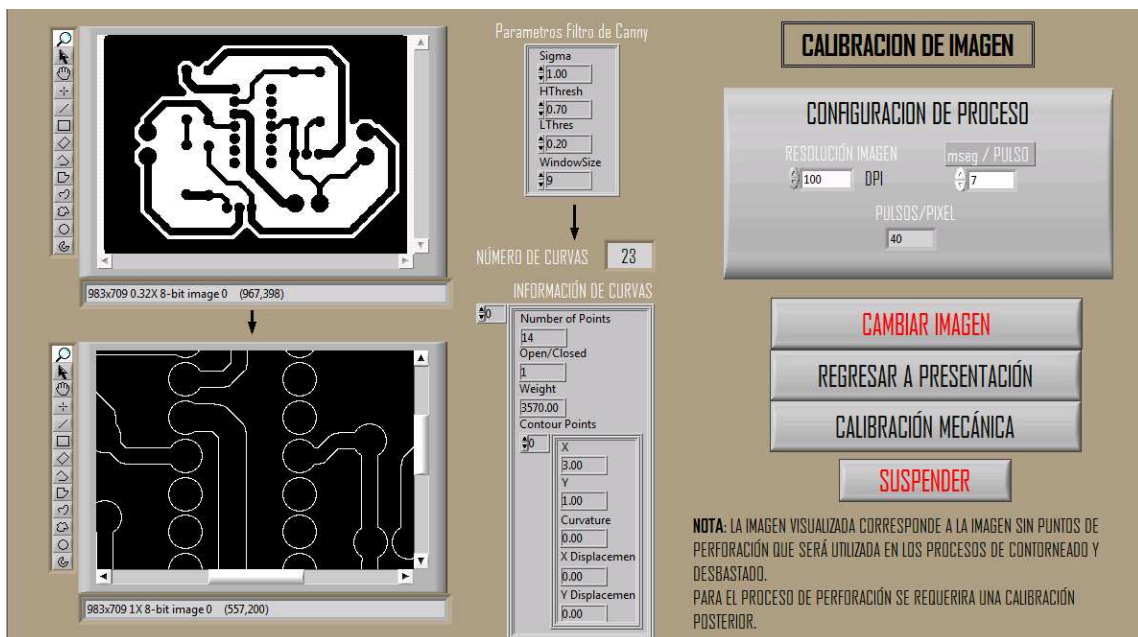 Parametros Filtro de Canny
Sigma
1.00
HThresh
0.70
LThres
0.20
WindowSize
9
NÚMERO DE CURVAS 23
INFORMACIÓN DE CURVAS
0
Number of Points
14
Open/Closed
1
Weight
3570.00
Contour Points
0
X
3.00
Y
1.00
Curvature
0.00
X Displacemen
0.00
Y Displacemen
0.00
983x709 0.32X 8-bit image 0 (967,398)
983x709 1X 8-bit image 0 (557,200)
CALIBRACION DE IMAGEN
CONFIGURACION DE PROCESO
RESOLUCIÓN IMAGEN
100 DPI
mseg / PULSO
7
PULSOS/PIXEL
40
CAMBIAR IMAGEN
REGRESAR A PRESENTACIÓN
CALIBRACIÓN MECÁNICA
SUSPENDER
NOTA: LA IMAGEN VISUALIZADA CORRESPONDE A LA IMAGEN SIN PUNTOS DE
PERFORACIÓN QUE SERÁ UTILIZADA EN LOS PROCESOS DE CONTORNEADO Y
DESBASTADO.
PARA EL PROCESO DE PERFORACIÓN SE REQUERIRA UNA CALIBRACIÓN
POSTERIOR.